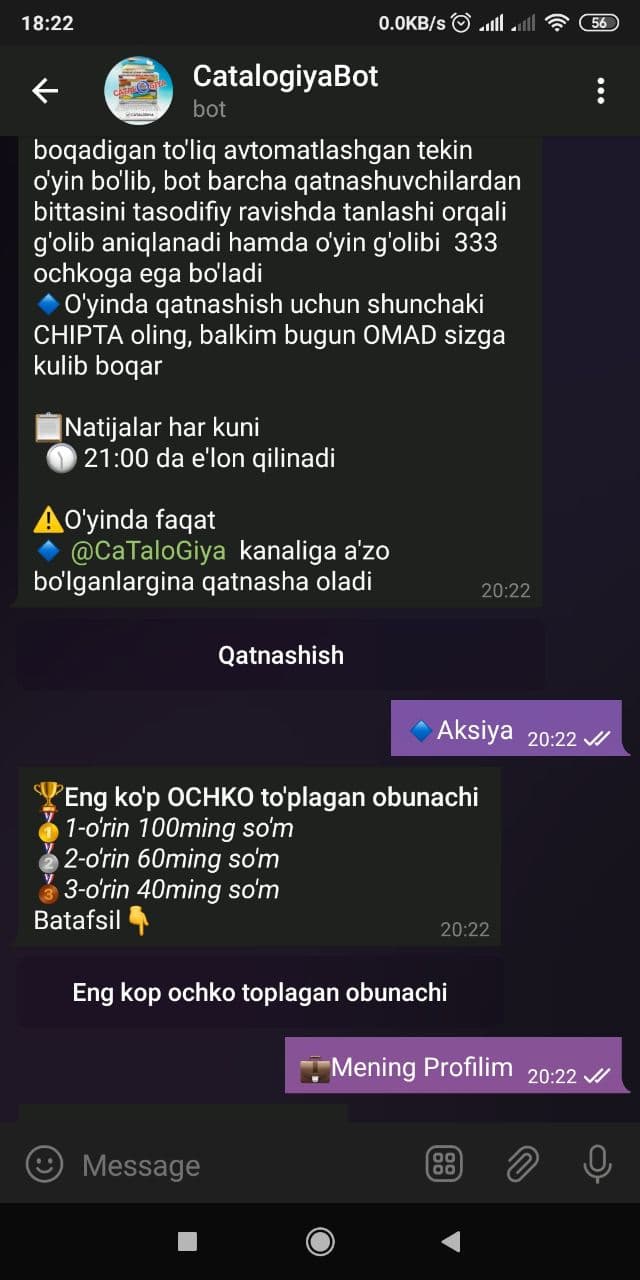 18:22
0.0KB/s
56
CatalogiyaBot
bot
boqadigan to'liq avtomatlashgan tekin
o'yin bo'lib, bot barcha qatnashuvchilardan
bittasini tasodifiy ravishda tanlashi orqali
g'olib aniqlanadi hamda o'yin g'olibi 333
ochkoga ega bo'ladi
🔷O'yinda qatnashish uchun shunchaki
CHIPTA oling, balkim bugun OMAD sizga
kulib boqar
📋Natijalar har kuni
🕥 21:00 da e'lon qilinadi
⚠️O'yinda faqat
🔷 @CaTaloGiya kanaliga a'zo
bo'lganlargina qatnasha oladi
20:22
Qatnashish
🔷Aksiya 20:22
🏆Eng ko'p OCHKO to'plagan obunachi
🥇1-o'rin 100ming so'm
🥈2-o'rin 60ming so'm
🥉3-o'rin 40ming so'm
Batafsil👇
20:22
Eng kop ochko toplagan obunachi
💼Mening Profilim 20:22
Message